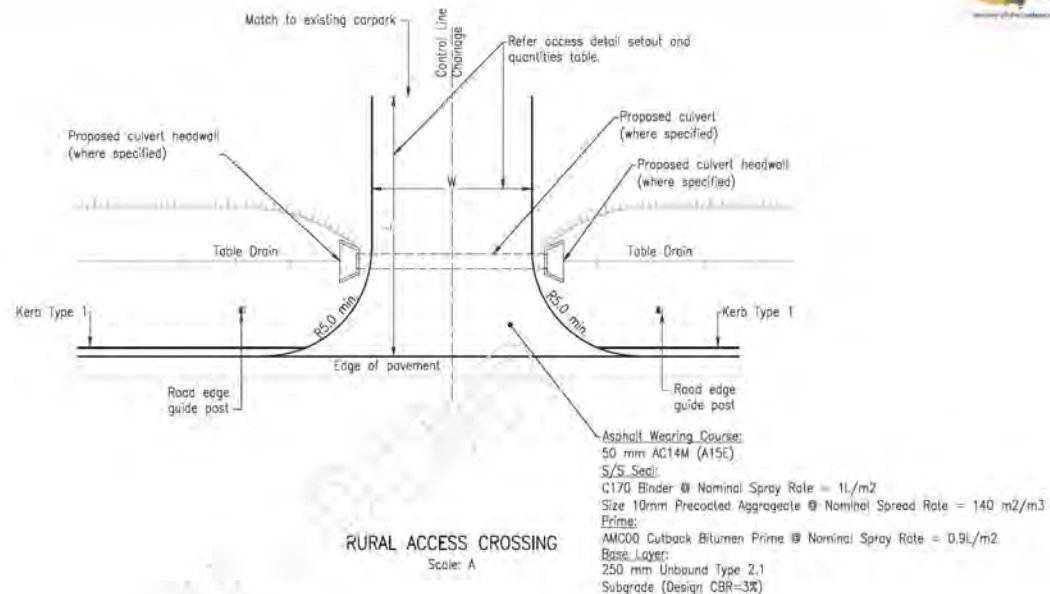 Match to existing carpark
Control Line
Chainage
Refer access detail setout and
quantities table.
Proposed culvert headwall
(where specified)
Proposed culvert
(where specified)
Proposed culvert headwall
(where specified)
W
L
Table Drain
Table Drain
R5.0 min.
R5.0 min.
Kerb Type 1
Kerb Type 1
Edge of pavement
Road edge
guide post
Road edge
guide post
Asphalt Wearing Course:
50 mm AC14M (A15E)
S/S Seal:
C170 Binder @ Nominal Spray Rate = 1L/m2
Size 10mm Precoated Aggregate @ Nominal Spread Rate = 140 m2/m3
Prime:
AMC00 Cutback Bitumen Prime @ Nominal Spray Rate = 0.9L/m2
Base Layer:
250 mm Unbound Type 2.1
Subgrade (Design CBR=3%)
RURAL ACCESS CROSSING
Scale: A